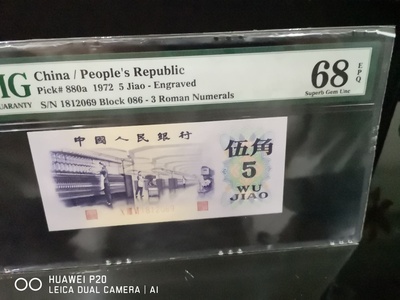 MG
GUARANTY
China / People's Republic
Pick# 880a 1972 5 Jiao - Engraved
S/N 1812069 Block 086 - 3 Roman Numerals
68 EPQ
Superb Gem Unc
中國人民銀行
伍角
5
WU
JIAO
HUAWEI P20
LEICA DUAL CAMERA | AI